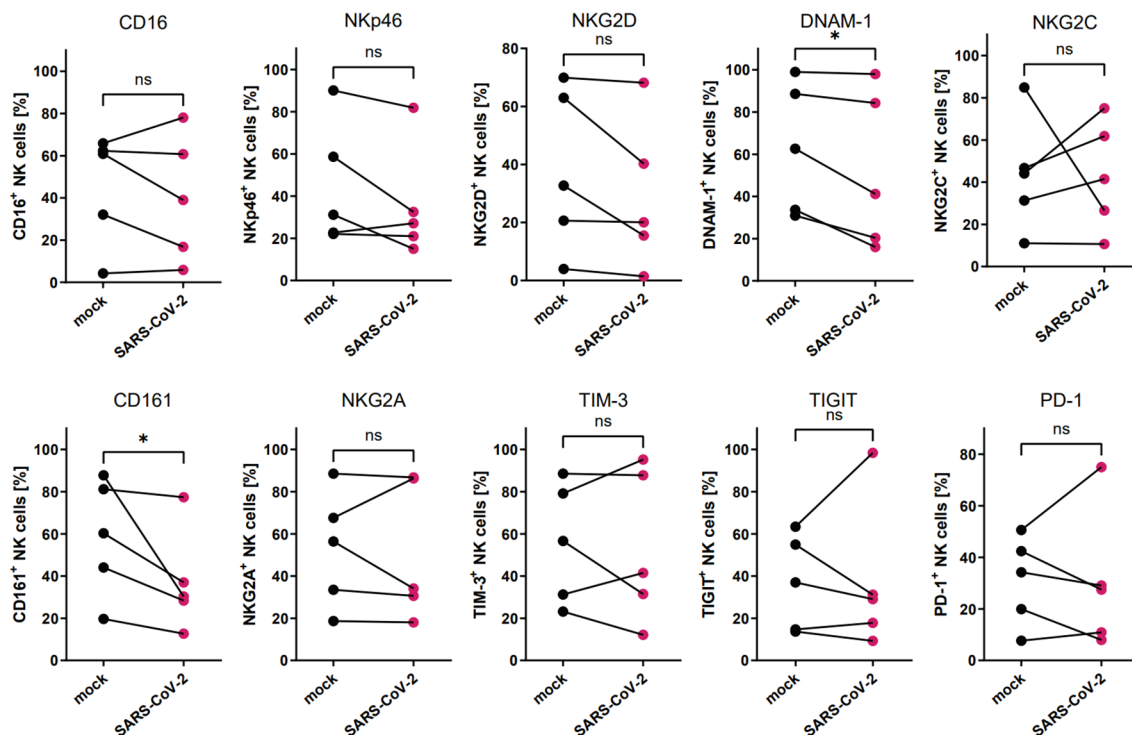 CD16
ns
CD16+ NK cells [%]
100
80
60
40
20
0
mock
SARS-CoV-2
NKp46
ns
NKp46+ NK cells [%]
100
80
60
40
20
0
mock
SARS-CoV-2
NKG2D
ns
NKG2D+ NK cells [%]
80
60
40
20
0
mock
SARS-CoV-2
DNAM-1
*
DNAM-1+ NK cells [%]
100
80
60
40
20
0
mock
SARS-CoV-2
NKG2C
ns
NKG2C+ NK cells [%]
100
80
60
40
20
0
mock
SARS-CoV-2
CD161
*
CD161+ NK cells [%]
100
80
60
40
20
0
mock
SARS-CoV-2
NKG2A
ns
NKG2A+ NK cells [%]
100
80
60
40
20
0
mock
SARS-CoV-2
TIM-3
ns
TIM-3+ NK cells [%]
100
80
60
40
20
0
mock
SARS-CoV-2
TIGIT
ns
TIGIT+ NK cells [%]
100
80
60
40
20
0
mock
SARS-CoV-2
PD-1
ns
PD-1+ NK cells [%]
80
60
40
20
0
mock
SARS-CoV-2